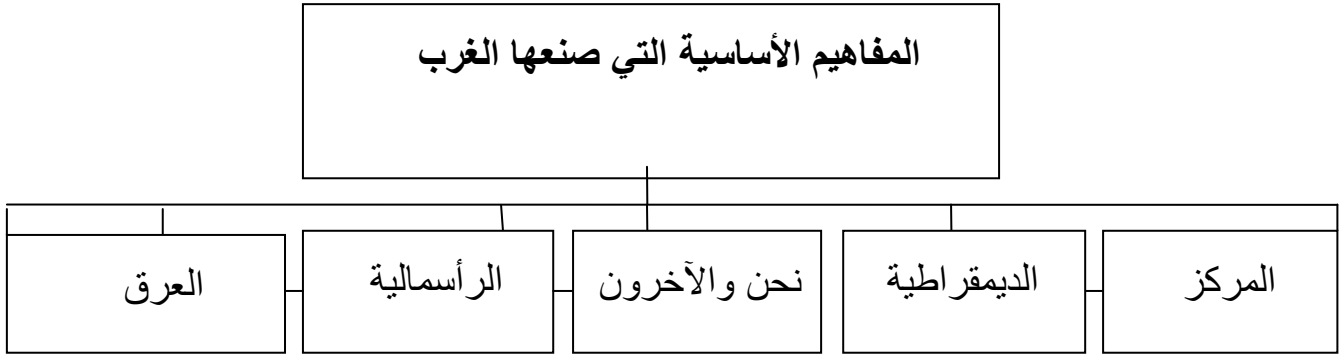 المفاهيم الأساسية التي صنعها الغرب
المركز
الديمقراطية
نحن والآخرون
الرأسمالية
العرق